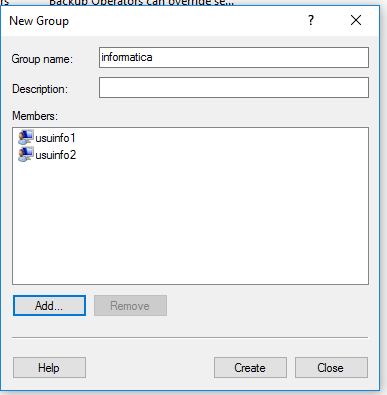 Backup Operators can override se...
New Group
?
Group name:
informatica
Description:
Members:
usuinfo1
usuinfo2
Add...
Remove
Help
Create
Close